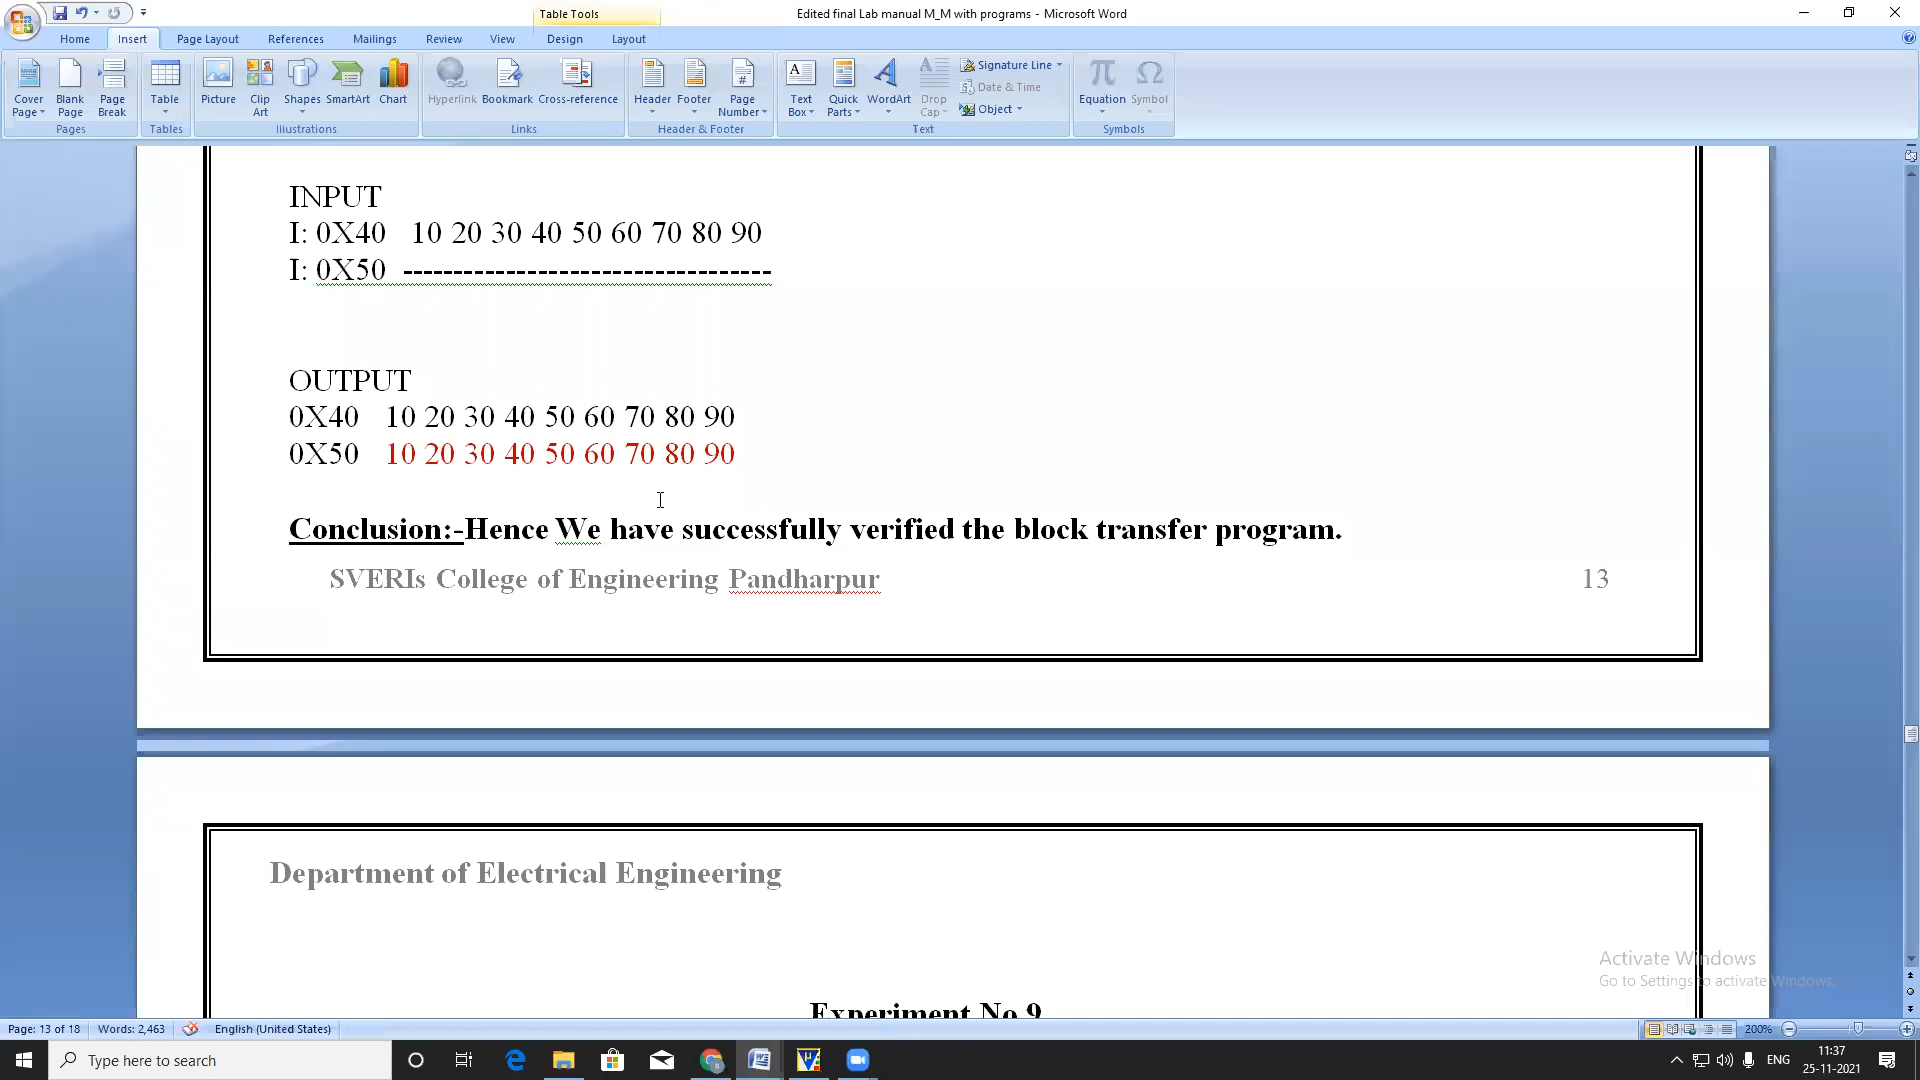 Table Tools
Edited final Lab manual M_M with programs - Microsoft Word
Home Insert Page Layout References Mailings Review View Design Layout
Cover Page Blank Page Page Break
Pages
Table
Tables
Picture Clip Art Shapes SmartArt Chart
Illustrations
Hyperlink Bookmark Cross-reference
Links
Header Footer Page Number
Header & Footer
Text Box Quick Parts WordArt Drop Cap
Signature Line
Date & Time
Object
Text
Equation Symbol
Symbols
INPUT
I: 0X40 10 20 30 40 50 60 70 80 90
I: 0X50 -----------------------------------
OUTPUT
0X40 10 20 30 40 50 60 70 80 90
0X50 10 20 30 40 50 60 70 80 90
Conclusion:-Hence We have successfully verified the block transfer program.
SVERIs College of Engineering Pandharpur 13
Department of Electrical Engineering
Experiment No 9
Activate Windows
Go to Settings to activate Windows.
Page: 13 of 18 Words: 2,463 English (United States) 200%
Type here to search
ENG
11:37
25-11-2021